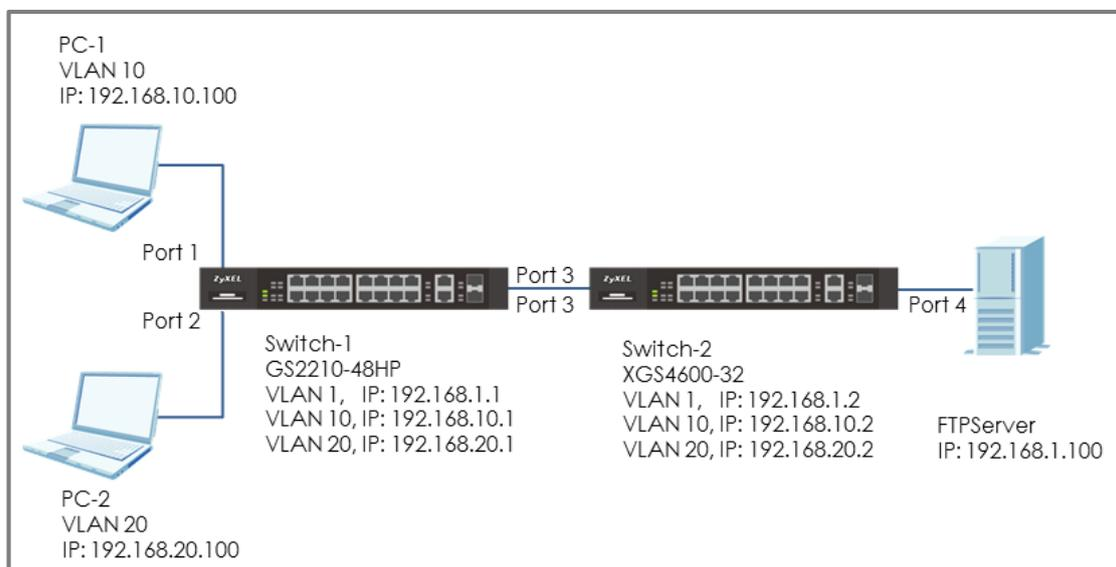 PC-1
VLAN 10
IP: 192.168.10.100
Port 1
Port 2
ZyXEL
Port 3
Port 3
ZyXEL
Port 4
Switch-1
GS2210-48HP
VLAN 1, IP: 192.168.1.1
VLAN 10, IP: 192.168.10.1
VLAN 20, IP: 192.168.20.1
Switch-2
XGS4600-32
VLAN 1, IP: 192.168.1.2
VLAN 10, IP: 192.168.10.2
VLAN 20, IP: 192.168.20.2
FTPServer
IP: 192.168.1.100
PC-2
VLAN 20
IP: 192.168.20.100